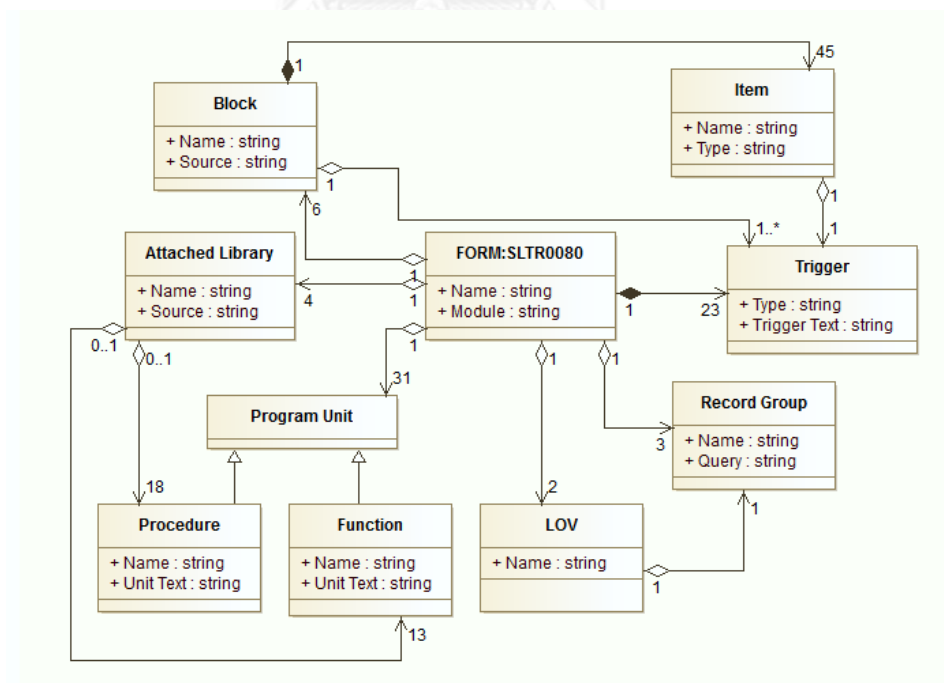 1
45
Block
+ Name : string
+ Source : string
Item
+ Name : string
+ Type : string
1
6
1
1
1..*
Attached Library
+ Name : string
+ Source : string
FORM:SLTR0080
+ Name : string
+ Module : string
1
4
1
1
23
Trigger
+ Type : string
+ Trigger Text : string
0..1
0..1
1
1
1
31
Program Unit
Record Group
+ Name : string
+ Query : string
3
18
2
1
Procedure
+ Name : string
+ Unit Text : string
Function
+ Name : string
+ Unit Text : string
LOV
+ Name : string
1
13